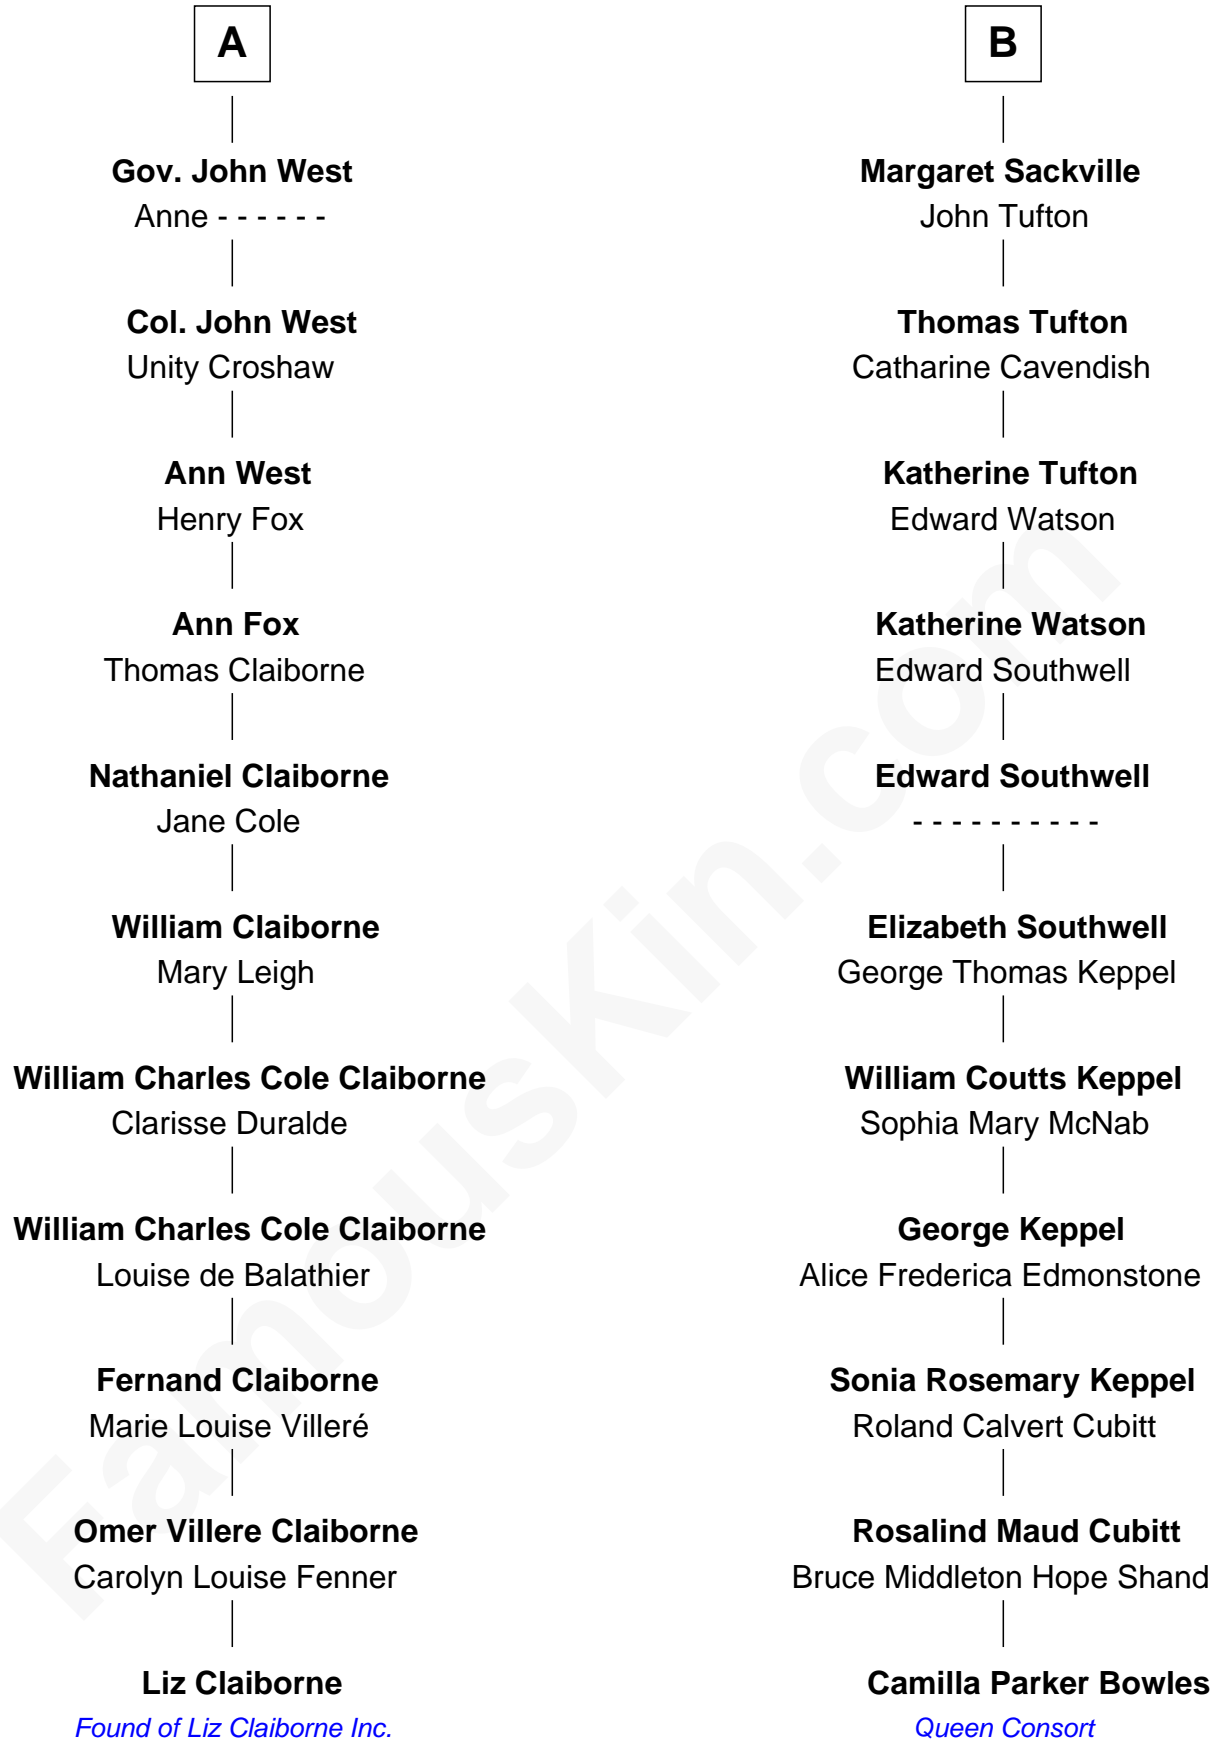 A
Gov. John West
Anne - - - - - -
Col. John West
Unity Croshaw
Ann West
Henry Fox
Ann Fox
Thomas Claiborne
Nathaniel Claiborne
Jane Cole
William Claiborne
Mary Leigh
William Charles Cole Claiborne
Clarisse Duralde
William Charles Cole Claiborne
Louise de Balathier
Fernand Claiborne
Marie Louise Villeré
Omer Villere Claiborne
Carolyn Louise Fenner
Liz Claiborne
Found of Liz Claiborne Inc.
B
Margaret Sackville
John Tufton
Thomas Tufton
Catharine Cavendish
Katherine Tufton
Edward Watson
Katherine Watson
Edward Southwell
Edward Southwell
- - - - - - - - - -
Elizabeth Southwell
George Thomas Keppel
William Coutts Keppel
Sophia Mary McNab
George Keppel
Alice Frederica Edmonstone
Sonia Rosemary Keppel
Roland Calvert Cubitt
Rosalind Maud Cubitt
Bruce Middleton Hope Shand
Camilla Parker Bowles
Queen Consort
FamousKin.com